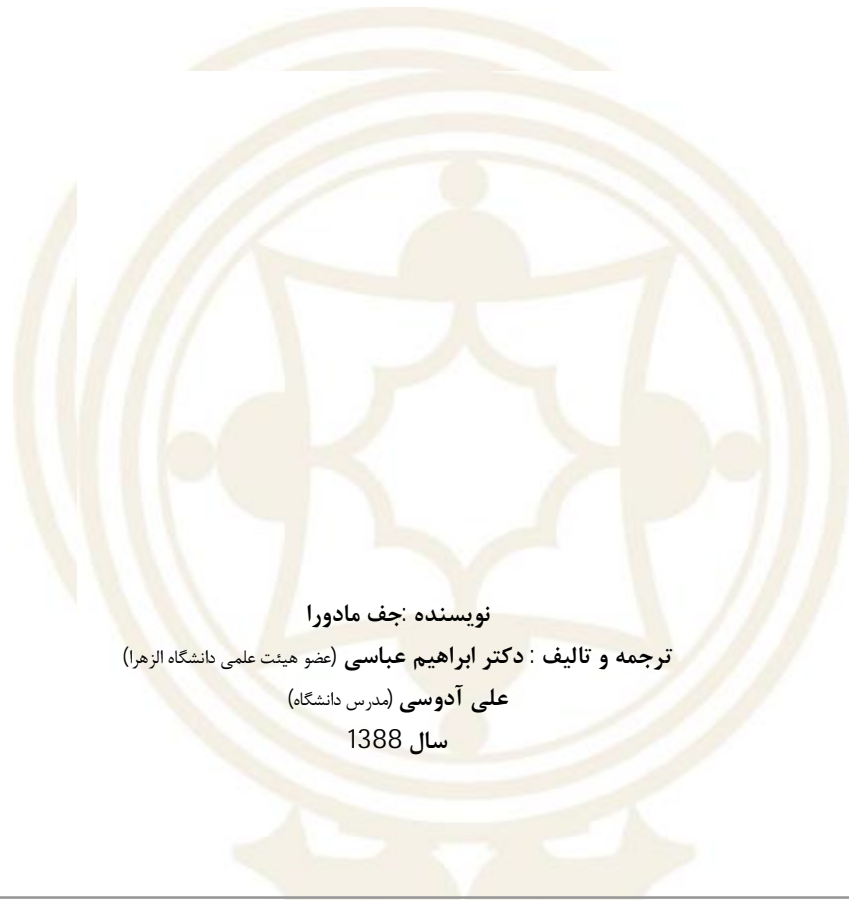 نویسنده :جف مادورا
ترجمه و تالیف : دکتر ابراهیم عباسی (عضو هیئت علمی دانشگاه الزهرا)
علی آدوسی (مدرس دانشگاه)
سال 1388